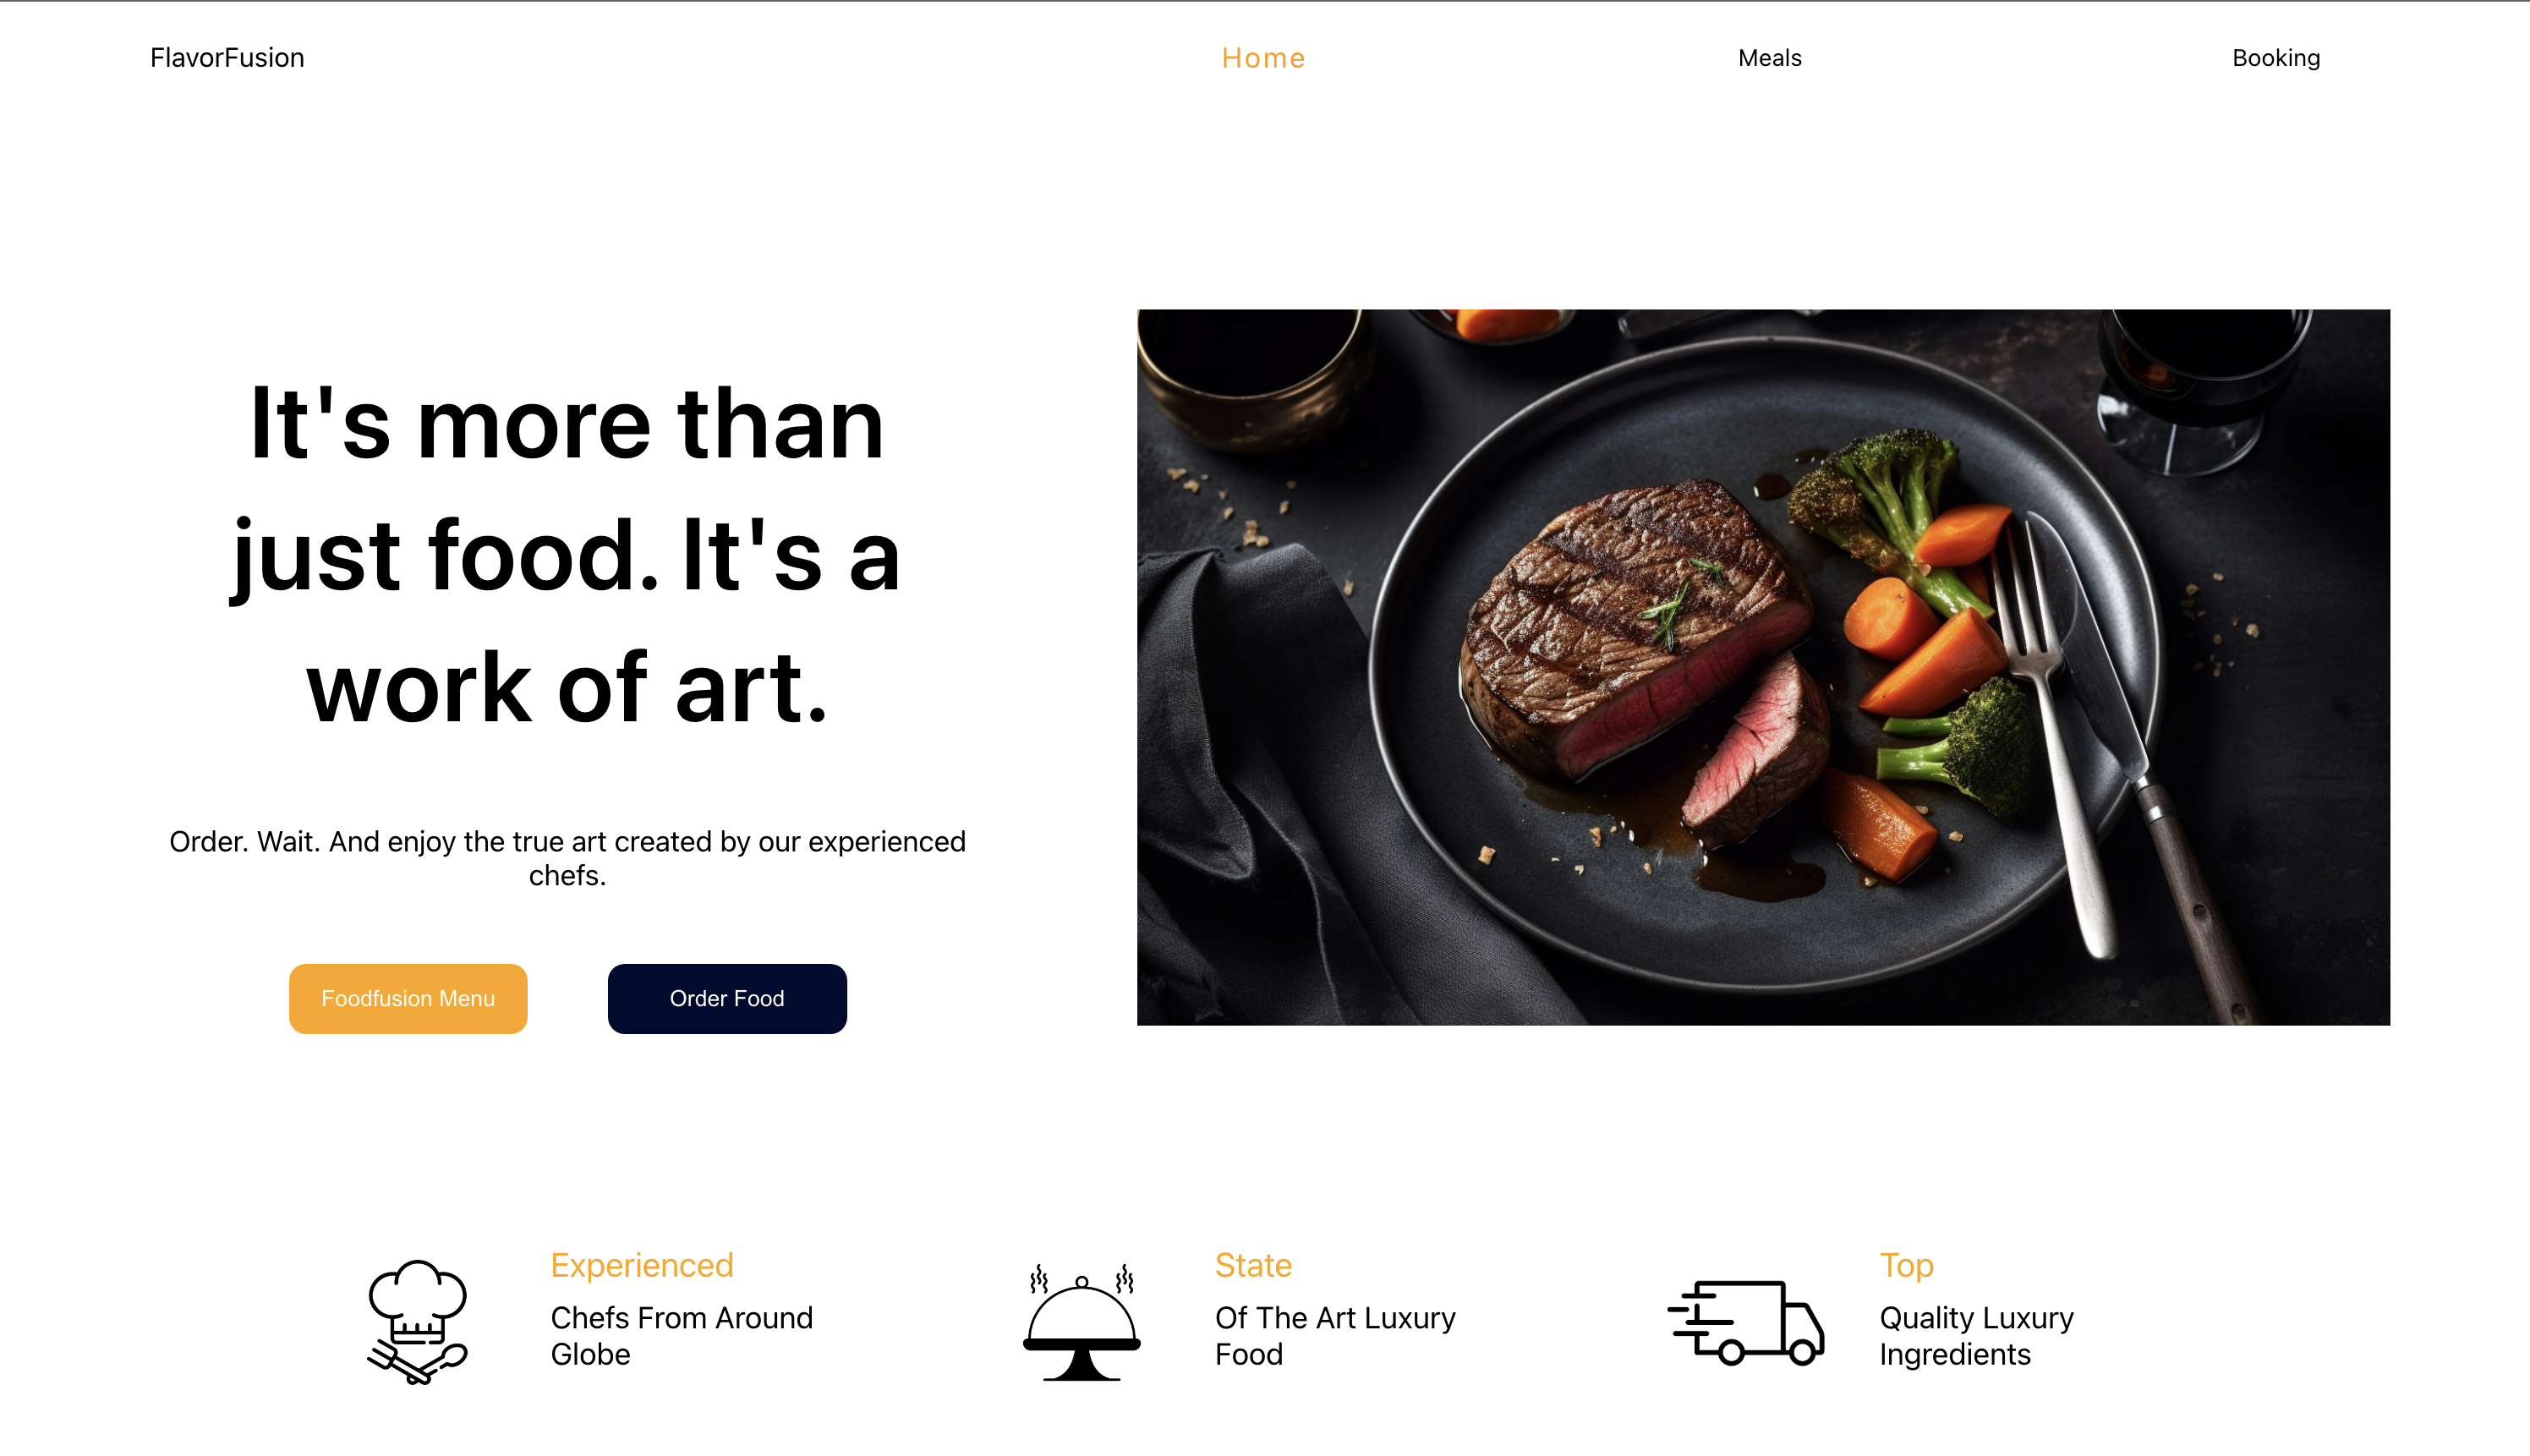 FlavorFusion
Home
Meals
Booking
It's more than
just food. It's a
work of art.
Order. Wait. And enjoy the true art created by our experienced
chefs.
Foodfusion Menu
Order Food
Experienced
Chefs From Around
Globe
State
Of The Art Luxury
Food
Top
Quality Luxury
Ingredients